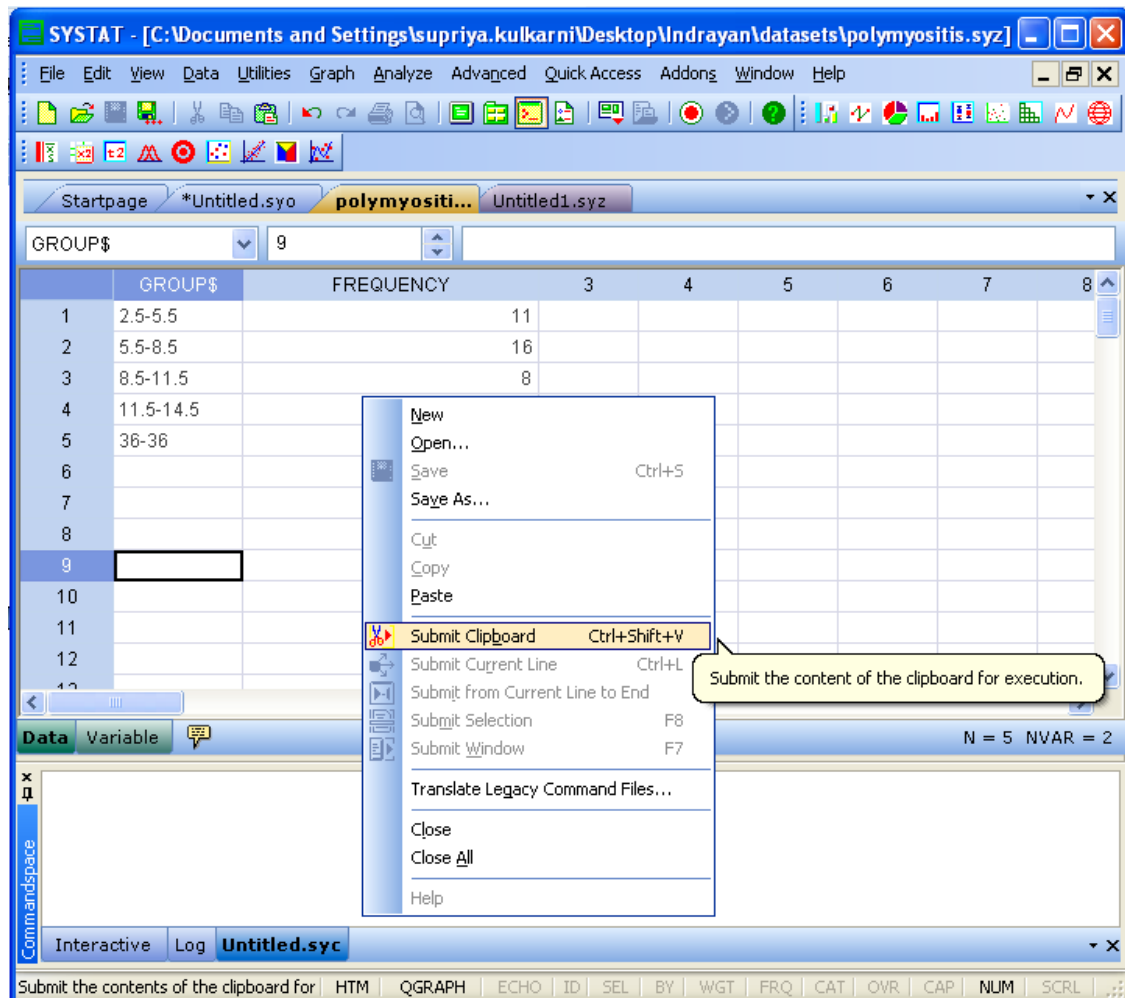 SYSTAT - [C:\Documents and Settings\supriya.kulkarni\Desktop\Indrayan\datasets\polymyositis.syz]
File Edit View Data Utilities Graph Analyze Advanced Quick Access Addons Window Help
Startpage *Untitled.syo polymyositi... Untitled1.syz
GROUP$ 9
GROUP$ FREQUENCY 3 4 5 6 7 8
1 2.5-5.5 11
2 5.5-8.5 16
3 8.5-11.5 8
4 11.5-14.5
5 36-36
6
7
8
9
10
11
12
13
New
Open...
Save Ctrl+S
Save As...
Cut
Copy
Paste
Submit Clipboard Ctrl+Shift+V
Submit Current Line Ctrl+L
Submit from Current Line to End
Submit Selection F8
Submit Window F7
Translate Legacy Command Files...
Close
Close All
Help
Submit the content of the clipboard for execution.
Data Variable N = 5 NVAR = 2
Commandspace
Interactive Log Untitled.syc
Submit the contents of the clipboard for HTM QGRAPH ECHO ID SEL BY WGT FRQ CAT OVR CAP NUM SCRL